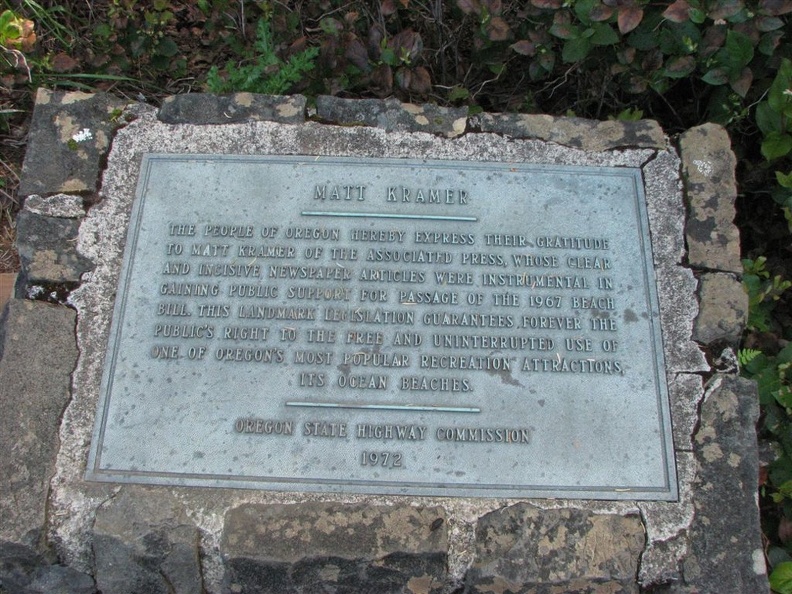 MATT KRAMER
THE PEOPLE OF OREGON HEREBY EXPRESS THEIR GRATITUDE
TO MATT KRAMER OF THE ASSOCIATED PRESS, WHOSE CLEAR
AND INCISIVE NEWSPAPER ARTICLES WERE INSTRUMENTAL IN
GAINING PUBLIC SUPPORT FOR PASSAGE OF THE 1967 BEACH
BILL. THIS LANDMARK LEGISLATION GUARANTEES FOREVER THE
PUBLIC'S RIGHT TO THE FREE AND UNINTERRUPTED USE OF
ONE OF OREGON'S MOST POPULAR RECREATION ATTRACTIONS,
ITS OCEAN BEACHES.
OREGON STATE HIGHWAY COMMISSION
1972